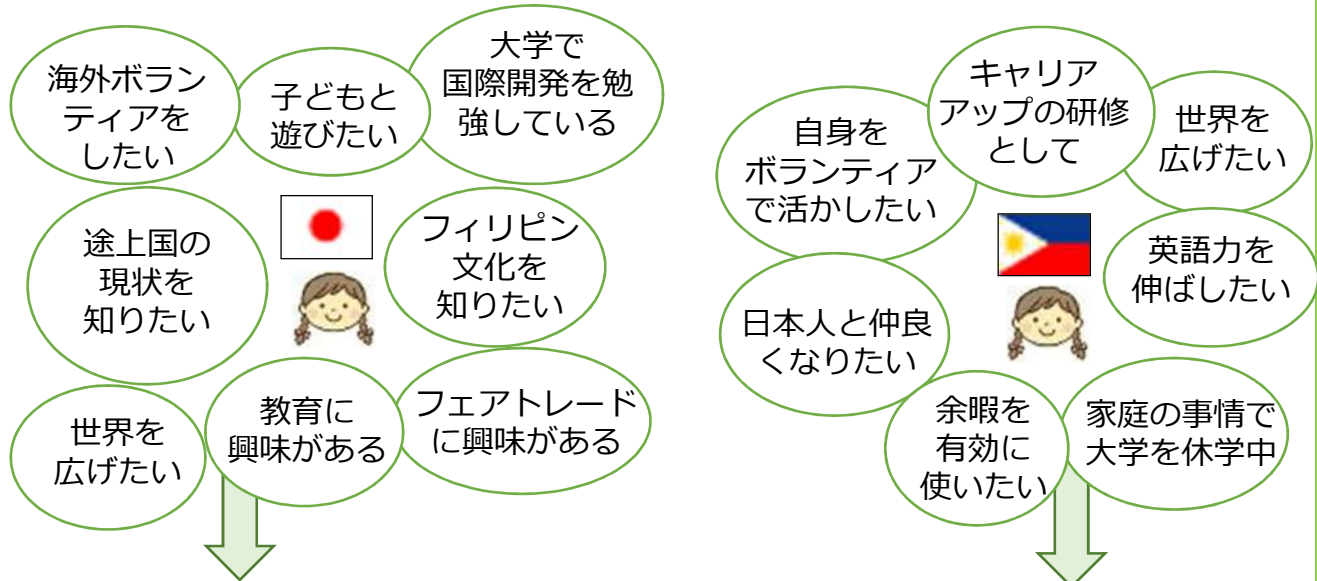 海外ボラン
ティアを
したい
子どもと
遊びたい
大学で
国際開発を勉
強している
途上国の
現状を
知りたい
フィリピン
文化を
知りたい
世界を
広げたい
教育に
興味がある
フェアトレード
に興味がある
自身を
ボランティア
で活かしたい
キャリア
アップの研修
として
世界を
広げたい
英語力を
伸ばしたい
日本人と仲良
くなりたい
余暇を
有効に
使いたい
家庭の事情で
大学を休学中